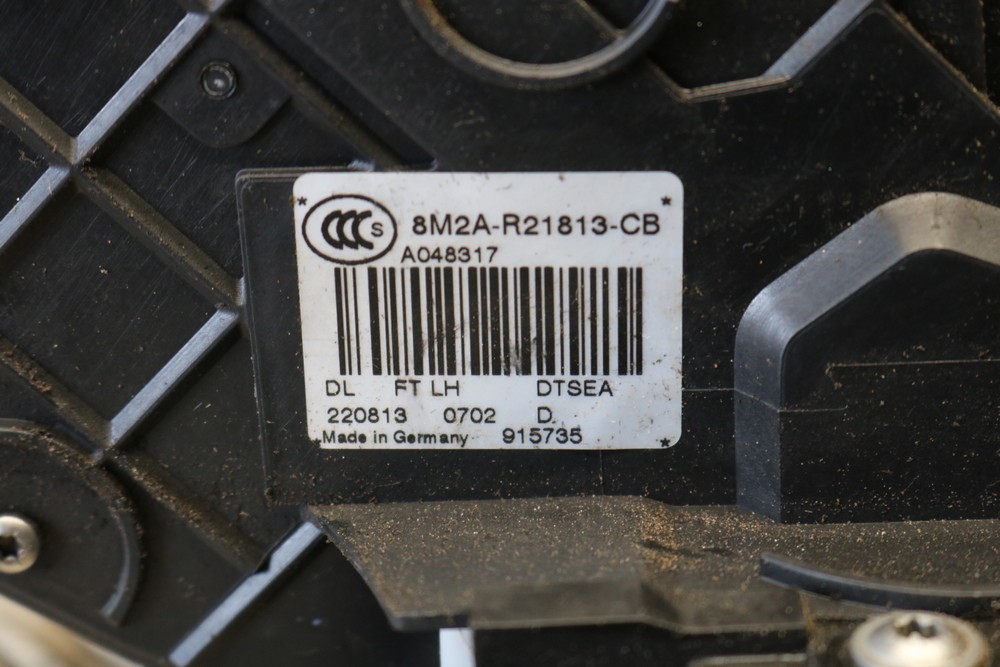 CCC S 8M2A-R21813-CB
A048317
DL FT LH DTSEA
220813 0702 D
Made in Germany 915735